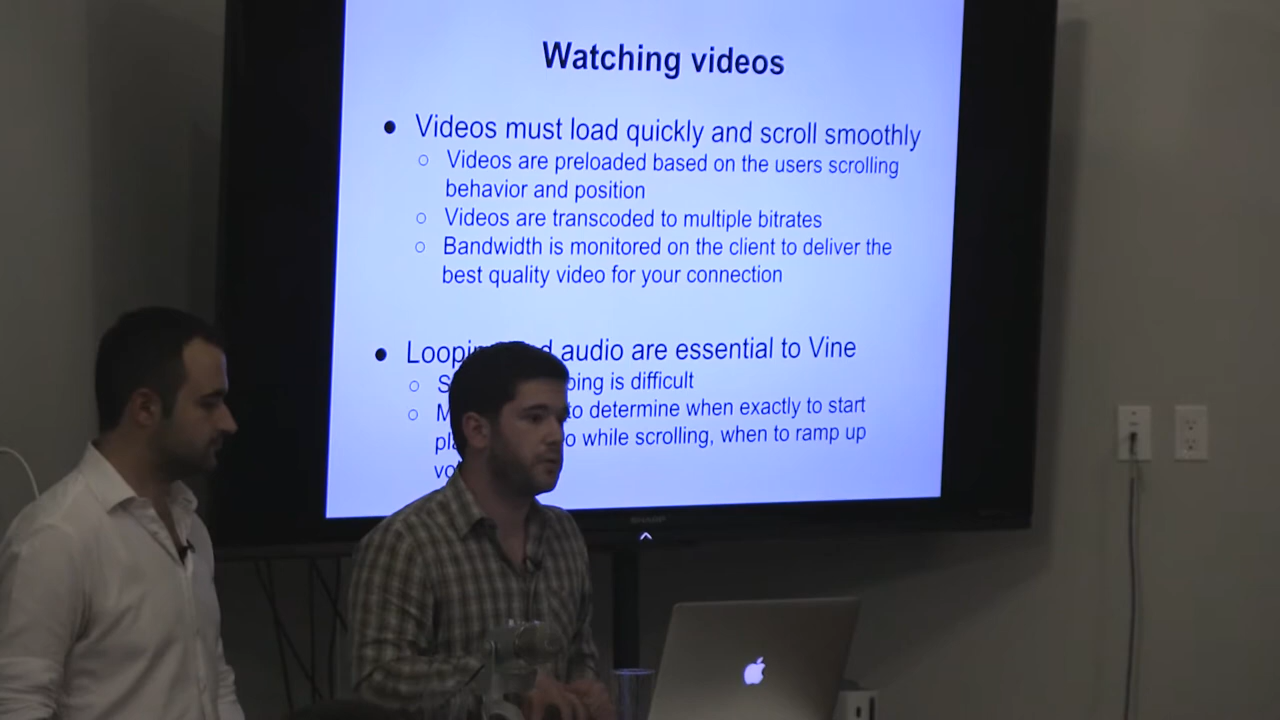 Watching videos
● Videos must load quickly and scroll smoothly
○ Videos are preloaded based on the users scrolling
behavior and position
○ Videos are transcoded to multiple bitrates
○ Bandwidth is monitored on the client to deliver the
best quality video for your connection
● audio are essential to Vine
○ is difficult
○ to determine when exactly to start
while scrolling, when to ramp up
SHARP